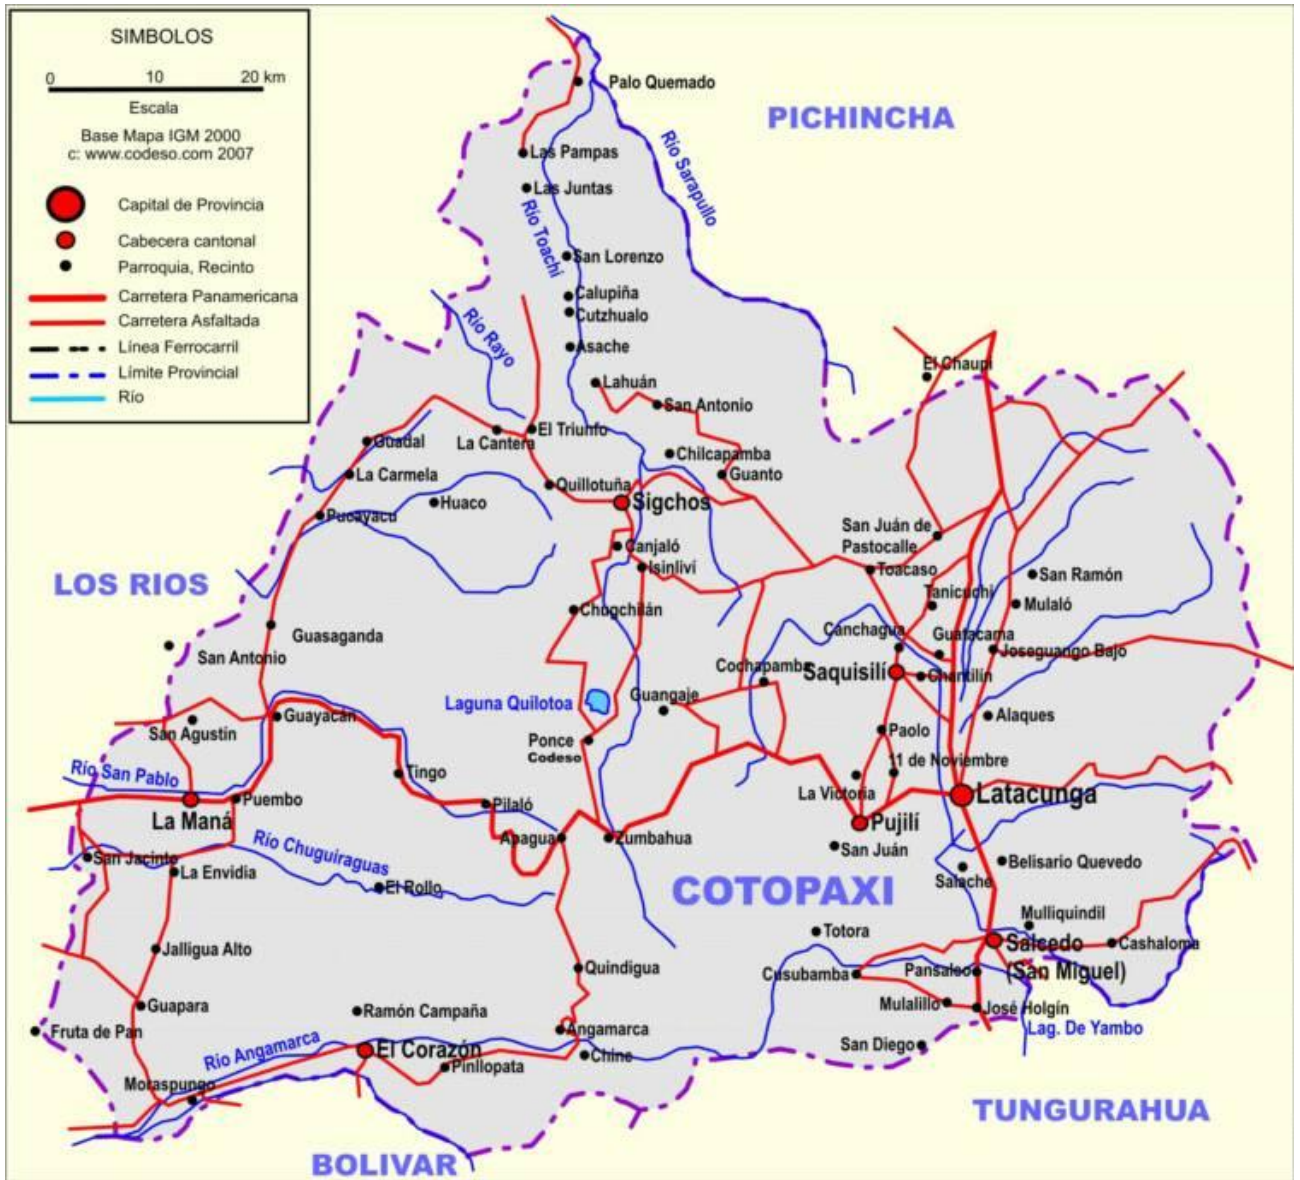 SIMBOLOS
0 10 20 km
Escala
Base Mapa IGM 2000
c: www.codeso.com 2007
Capital de Provincia
Cabecera cantonal
Parroquia, Recinto
Carretera Panamericana
Carretera Asfaltada
Línea Ferrocarril
Límite Provincial
Río
Palo Quemado
PICHINCHA
Las Pampas
Río Sarapullo
Las Juntas
Río Toachi
San Lorenzo
Calupiña
Cutzhualo
Río Rayo
Asache
El Chaupi
Lahuán
San Antonio
Guadal
La Cantera
El Triunfo
Chilcapamba
La Carmela
Guanto
Quillotuña
Huaco
Sigchos
Pucayacu
San Juán de
Pastocalle
Canjaló
Isinliví
Toacaso
San Ramón
LOS RIOS
Tanicuchi
Mulaló
Chugchilán
Guasaganda
Canchagua
Guatacama
Joseguango Bajo
San Antonio
Cochapamba
Saquisilí
Chantilín
Laguna Quilotoa
Guangaje
Guayacán
Alaques
San Agustín
Paolo
Ponce
Codeso
11 de Noviembre
Río San Pablo
Tingo
La Victoria
Latacunga
Puembo
Pilaló
La Maná
Pujilí
Apagua
Zumbahua
Río Chuguiraguas
San Juán
San Jacinto
La Envidia
Belisario Quevedo
El Rollo
COTOPAXI
Salache
Mulliquindil
Totora
Jalligua Alto
Salcedo
(San Miguel)
Cashaloma
Quindigua
Cusubamba
Pansaleo
Guapara
Ramón Campaña
Mulalillo
José Holgín
Fruta de Pan
Angamarca
Lag. De Yambo
Río Angamarca
El Corazón
Chine
San Diego
Pinllopata
Moraspungo
TUNGURAHUA
BOLIVAR